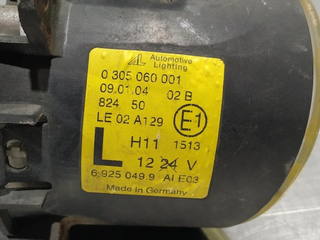 AL Automotive
Lighting
0 305 060 001
09.01.04 02 B
824 50
LE 02 A129 E1
L H11 1513
12 24 V
6 925 049.9 AI E03
Made in Germany